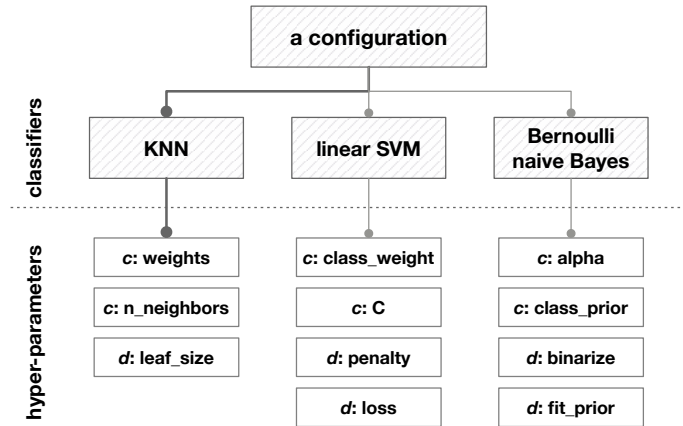 a configuration
classifiers
KNN
linear SVM
Bernoulli
naive Bayes
hyper-parameters
c: weights
c: class_weight
c: alpha
c: n_neighbors
c: C
c: class_prior
d: leaf_size
d: penalty
d: binarize
d: loss
d: fit_prior